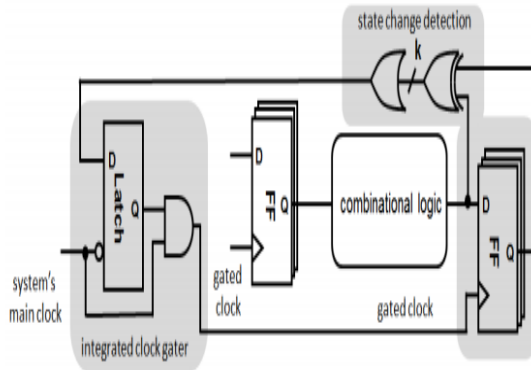 state change detection
k
D
Latch
Q
D
FF
Q
combinational logic
D
Q
FF
system's
main clock
gated
clock
gated clock
integrated clock gater